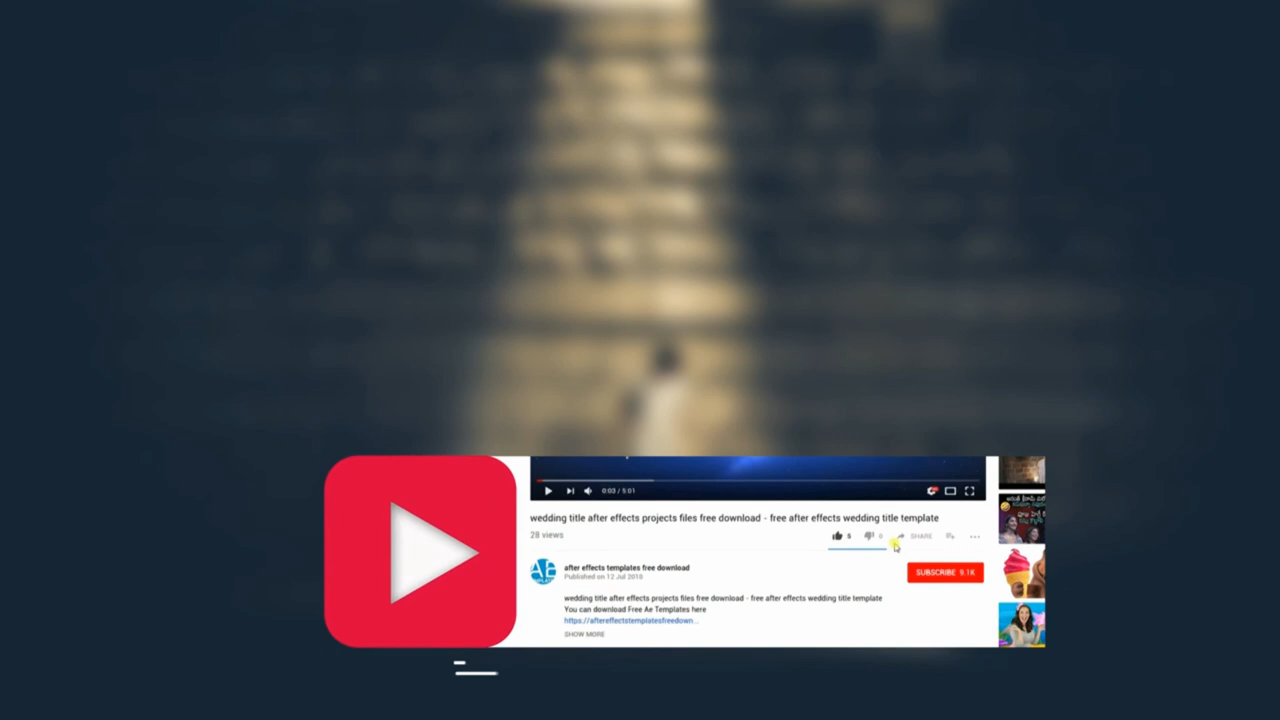 0:03 / 5:01
wedding title after effects projects files free download - free after effects wedding title template
28 views
5
0
SHARE
after effects templates free download
Published on 12 Jul 2018
SUBSCRIBE 9.1K
wedding title after effects projects files free download - free after effects wedding title template
You can download Free Ae Templates here
https://aftereffectstemplatesfreedown...
SHOW MORE